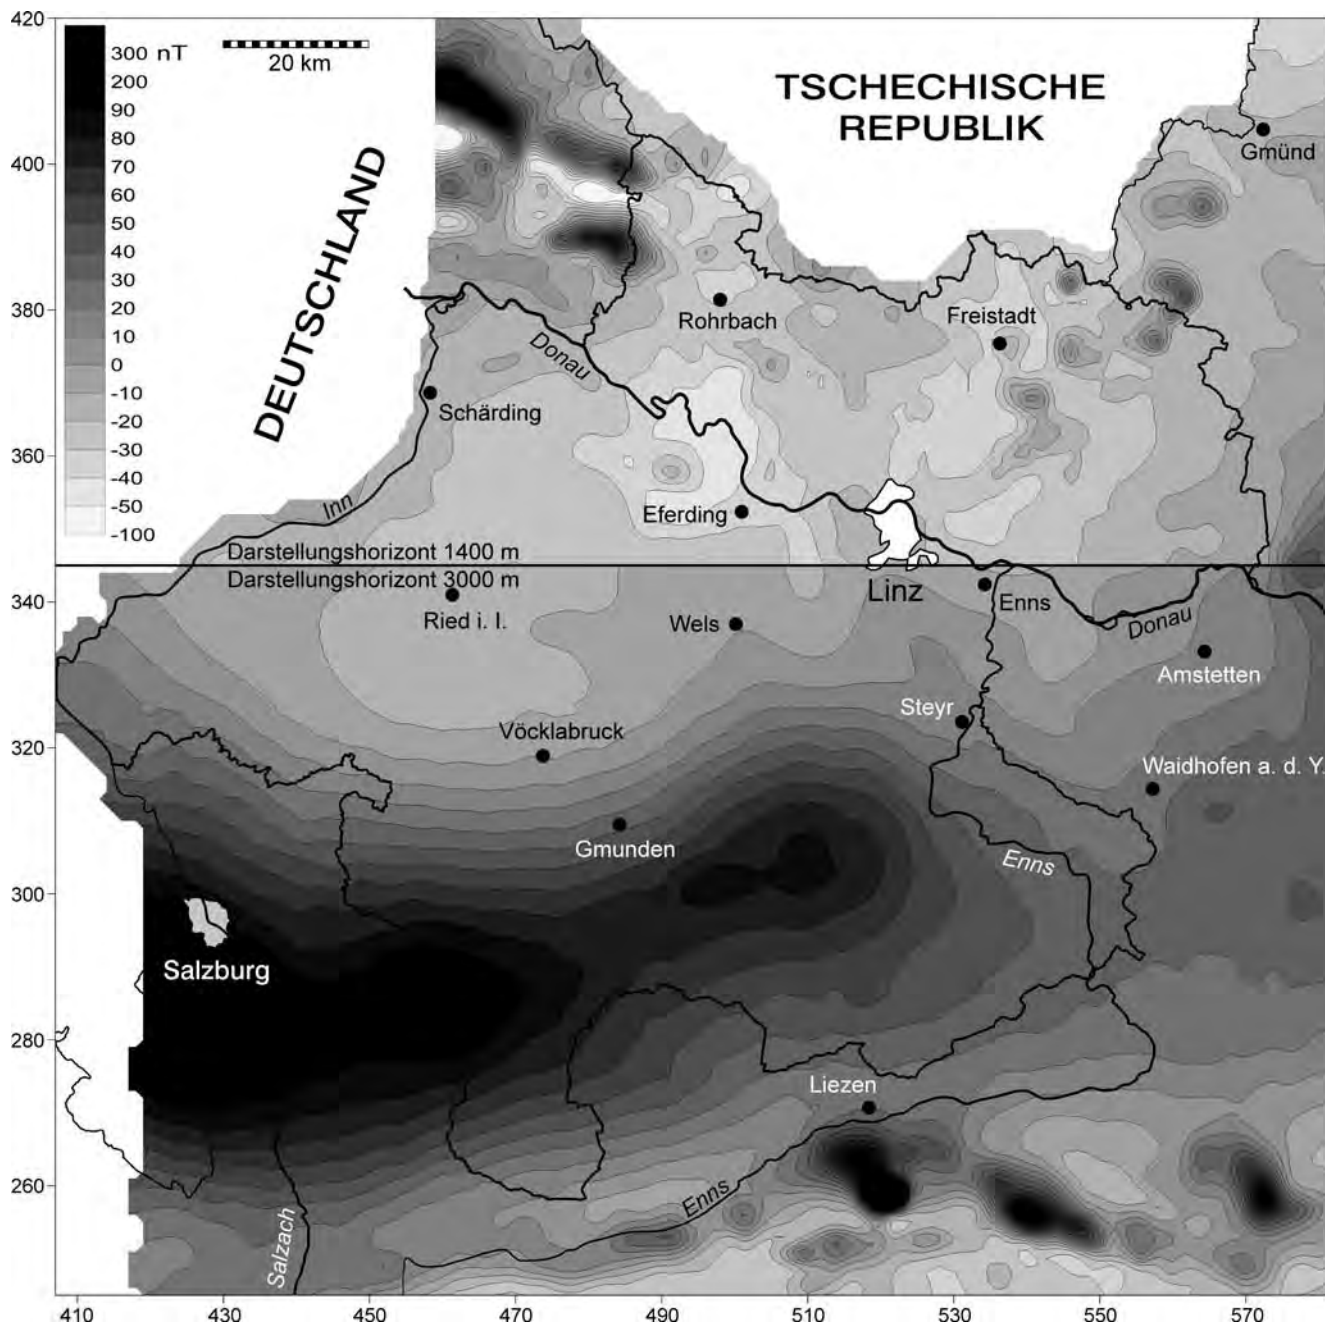 420
300 nT
200
90
80
70
60
50
40
30
20
10
0
-10
-20
-30
-40
-50
-100
20 km
TSCHECHISCHE
REPUBLIK
DEUTSCHLAND
Gmünd
400
380
360
340
320
300
280
260
Rohrbach
Freistadt
Donau
Schärding
Inn
Eferding
Darstellungshorizont 1400 m
Darstellungshorizont 3000 m
Linz
Ried i. I.
Wels
Enns
Donau
Amstetten
Steyr
Vöcklabruck
Waidhofen a. d. Y.
Gmunden
Enns
Salzburg
Liezen
Enns
Salzach
410 430 450 470 490 510 530 550 570